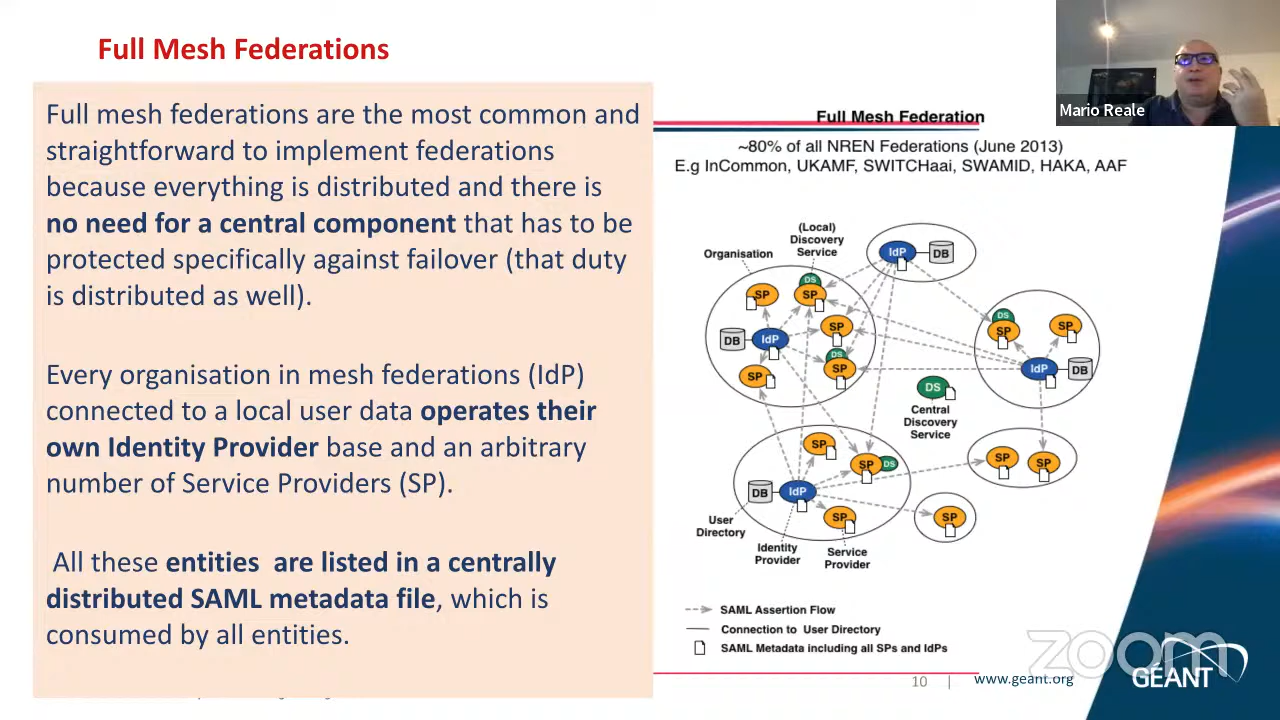 Full Mesh Federations
Full mesh federations are the most common and
straightforward to implement federations
because everything is distributed and there is
no need for a central component that has to be
protected specifically against failover (that duty
is distributed as well).
Every organisation in mesh federations (IdP)
connected to a local user data operates their
own Identity Provider base and an arbitrary
number of Service Providers (SP).
All these entities are listed in a centrally
distributed SAML metadata file, which is
consumed by all entities.
Mario Reale
Full Mesh Federation
~80% of all NREN Federations (June 2013)
E.g InCommon, UKAMF, SWITCHaai, SWAMID, HAKA, AAF
(Local)
Discovery
Service
Organisation
IdP
DB
DS
SP
SP
DS
SP
SP
SP
DB
IdP
DS
SP
SP
IdP
DB
DS
Central
Discovery
Service
SP
SP
DS
SP
SP
DB
IdP
SP
SP
User
Directory
Identity
Provider
Service
Provider
SAML Assertion Flow
Connection to User Directory
SAML Metadata including all SPs and IdPs
10 | www.geant.org
zoom
GÉANT